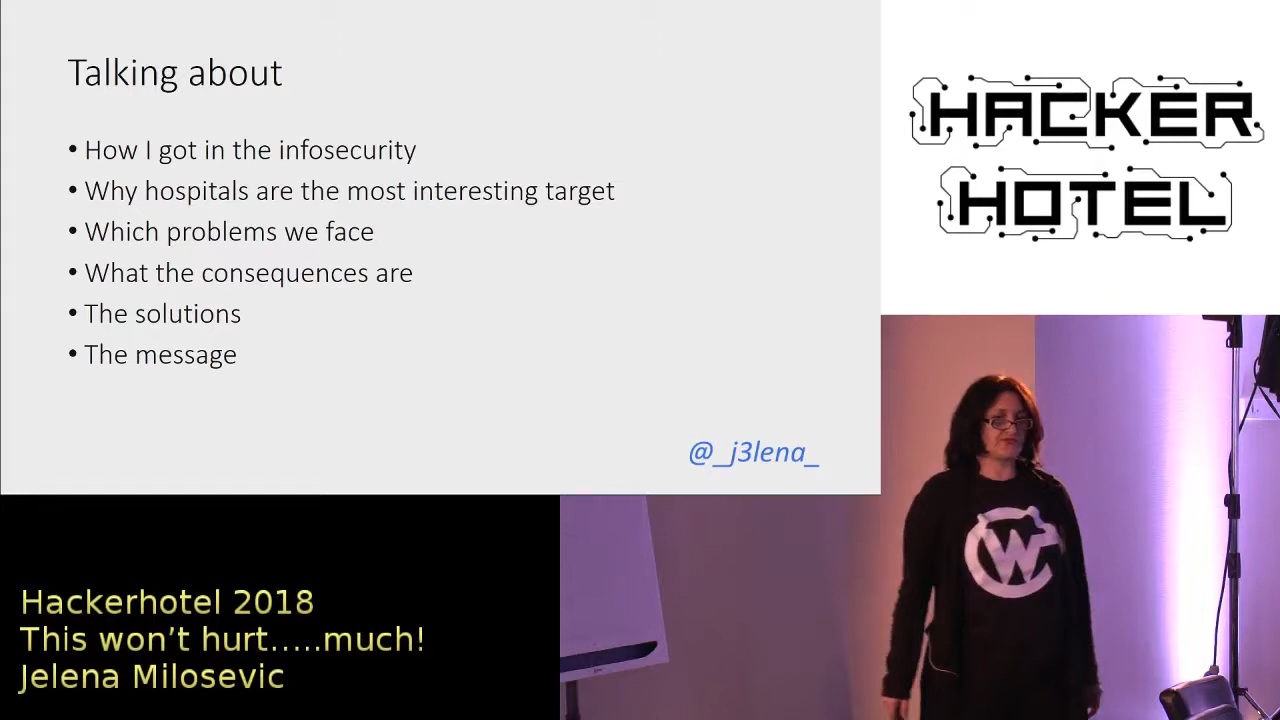 Talking about
• How I got in the infosecurity
• Why hospitals are the most interesting target
• Which problems we face
• What the consequences are
• The solutions
• The message
@_j3lena_
HACKER
HOTEL
W
Hackerhotel 2018
This won’t hurt.....much!
Jelena Milosevic